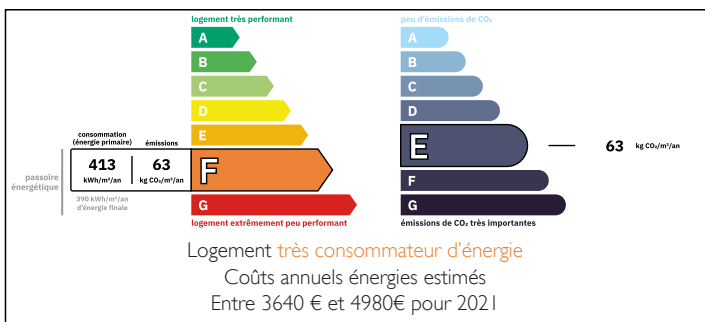 logement très performant
A
B
C
D
E
F
G
logement extrêmement peu performant
consommation
(énergie primaire)
émissions
413
kWh/m²/an
63
kg CO₂/m²/an
passoire
énergétique
390 kWh/m²/an
d'énergie finale
peu d'émissions de CO₂
A
B
C
D
E
F
G
émissions de CO₂ très importantes
63 kg CO₂/m²/an
Logement très consommateur d'énergie
Coûts annuels énergies estimés
Entre 3640 € et 4980€ pour 2021